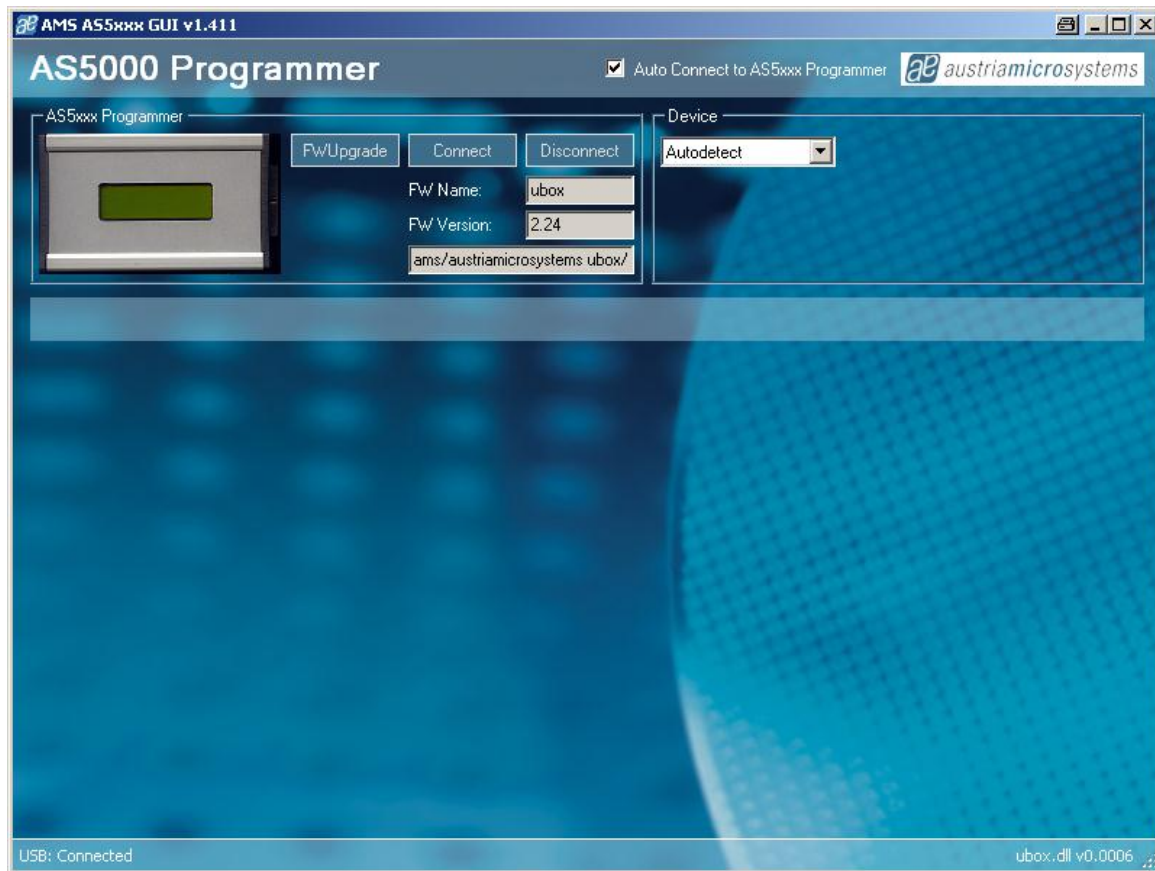 AMS AS5xxx GUI v1.411
AS5000 Programmer
Auto Connect to AS5xxx Programmer
austriamicrosystems
AS5xxx Programmer
Device
FWUpgrade
Connect
Disconnect
Autodetect
FW Name:
ubox
FW Version:
2.24
ams/austriamicrosystems ubox/
USB: Connected
ubox.dll v0.0006